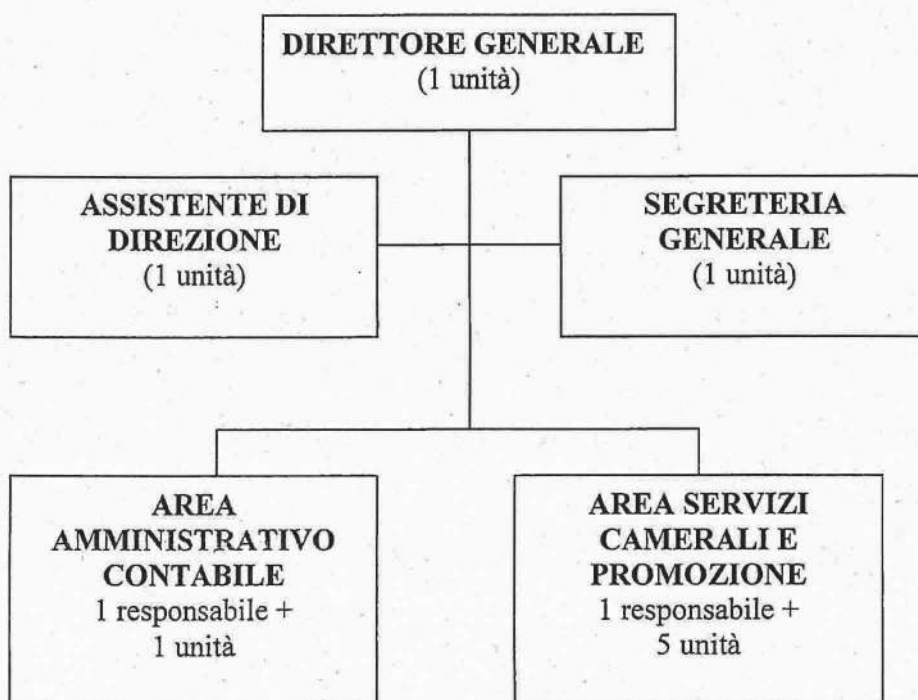 DIRETTORE GENERALE
(1 unità)
ASSISTENTE DI
DIREZIONE
(1 unità)
SEGRETERIA
GENERALE
(1 unità)
AREA
AMMINISTRATIVO
CONTABILE
1 responsabile +
1 unità
AREA SERVIZI
CAMERALI E
PROMOZIONE
1 responsabile +
5 unità